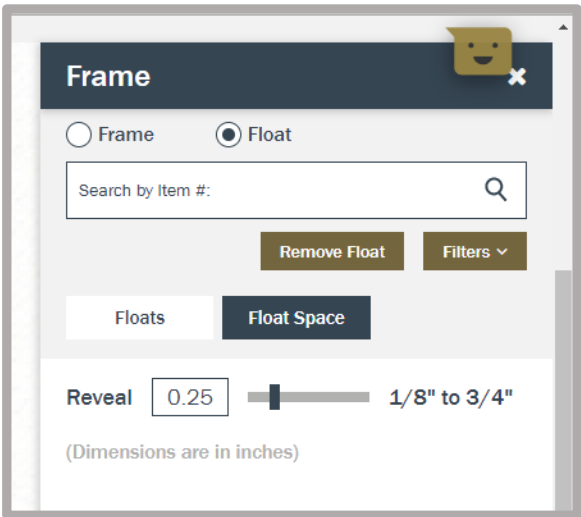 Frame
Frame Float
Search by Item #:
Remove Float Filters
Floats Float Space
Reveal 0.25 1/8" to 3/4"
(Dimensions are in inches)